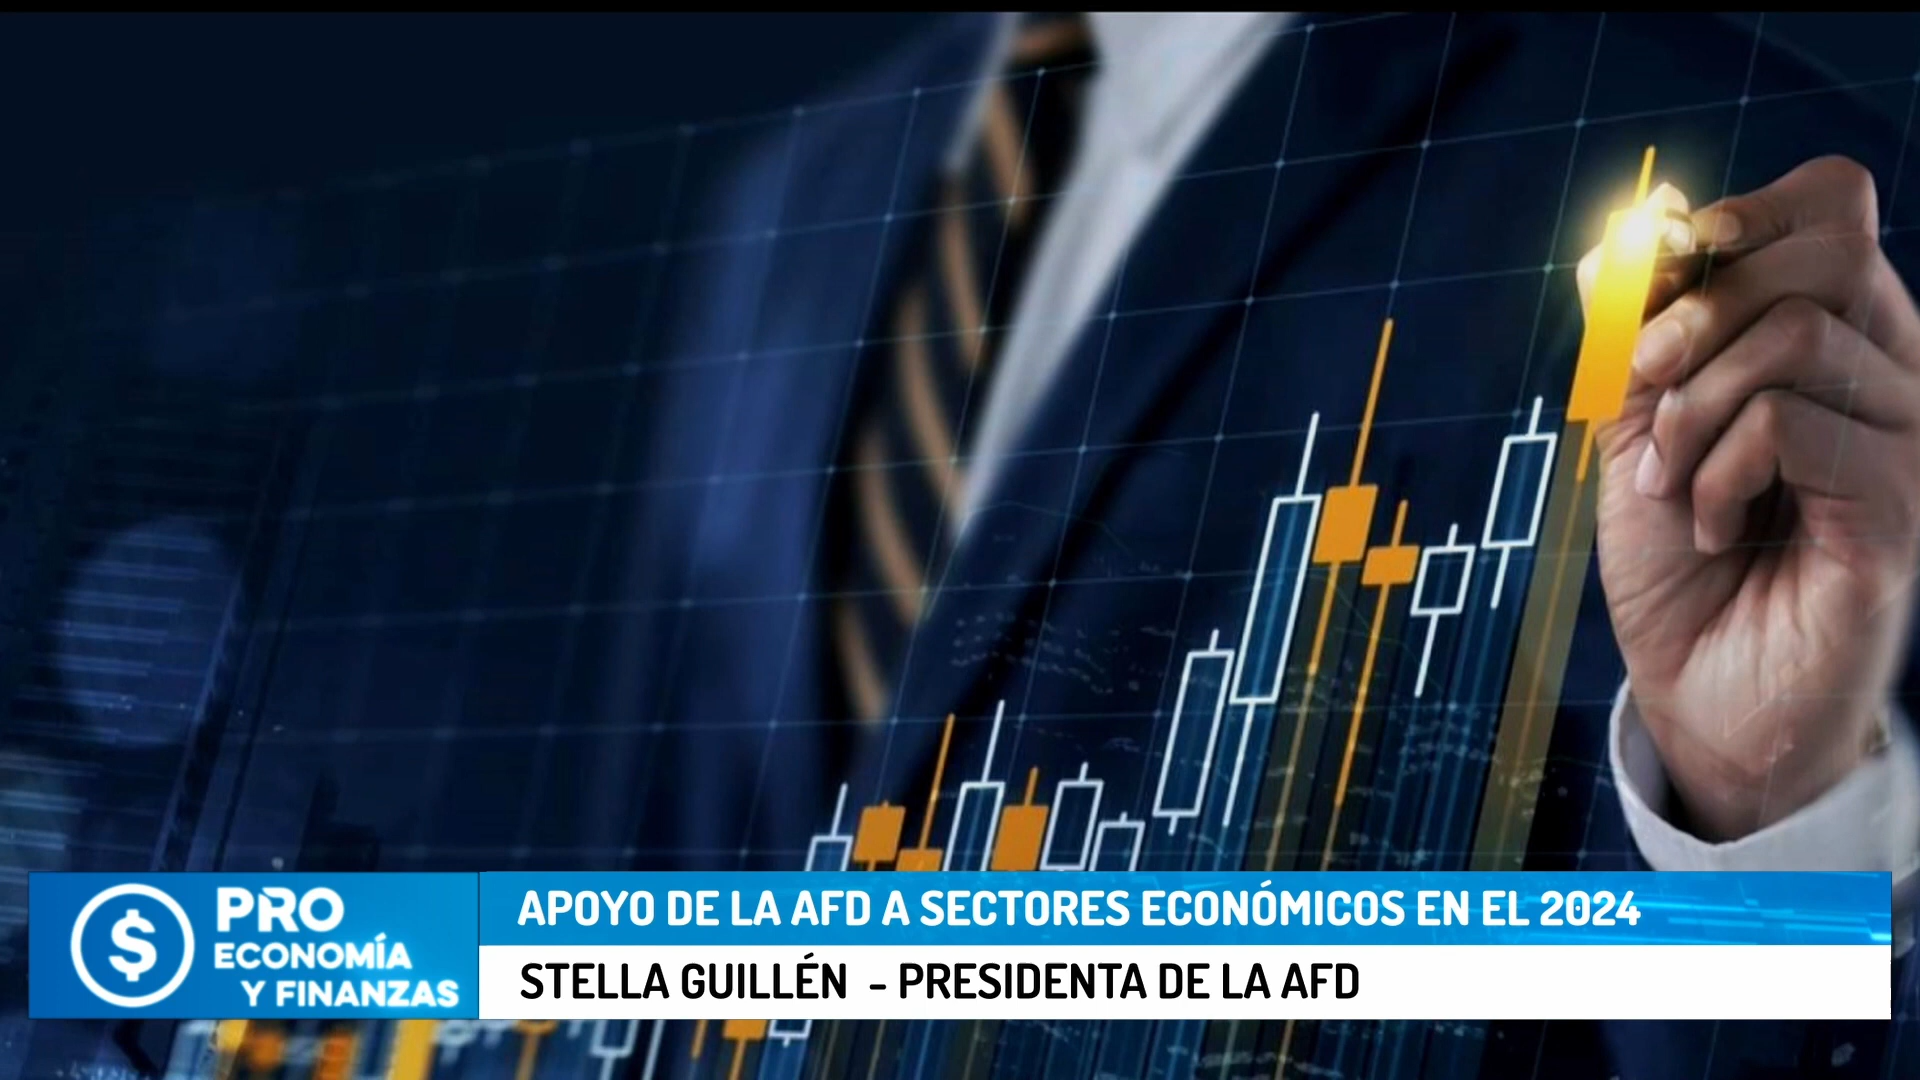 APOYO DE LA AFD A SECTORES ECONÓMICOS EN EL 2024
STELLA GUILLÉN - PRESIDENTA DE LA AFD
$
PRO
ECONOMÍA
Y FINANZAS